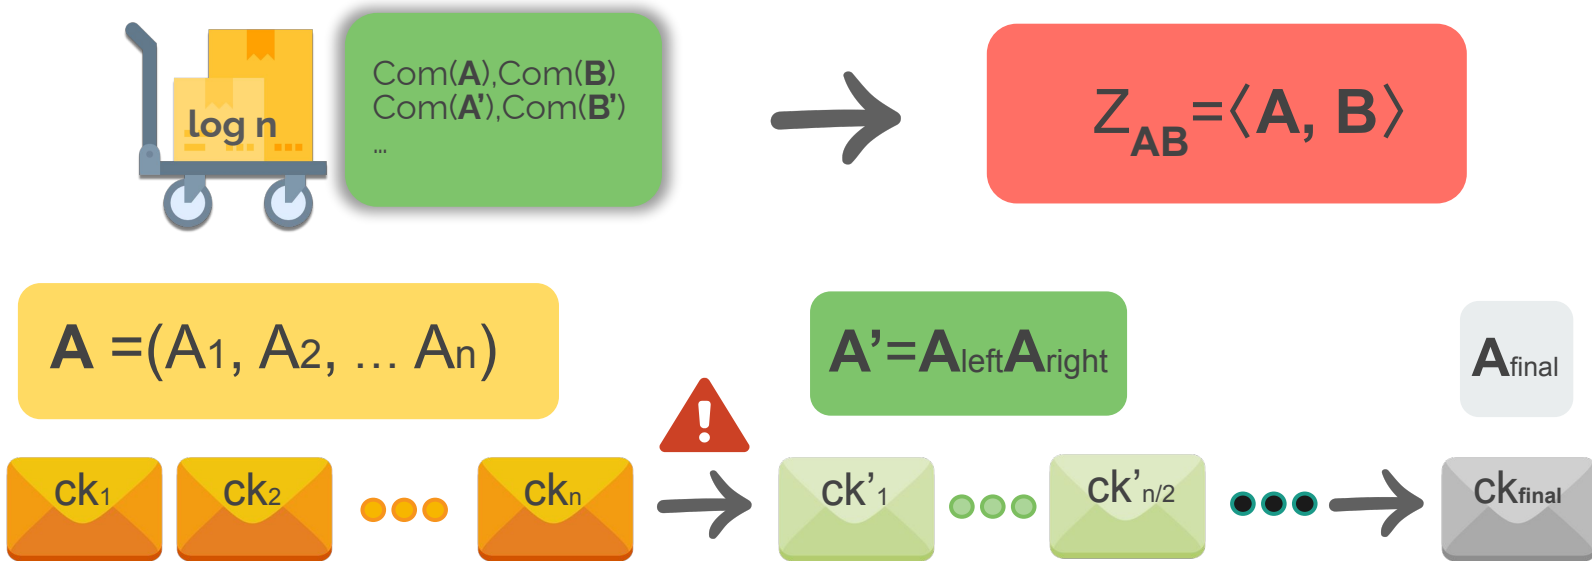 log n
Com(A),Com(B)
Com(A’),Com(B’)
...
Z_AB=⟨A, B⟩
A =(A1, A2, ... An)
A’=AleftAright
Afinal
!
ck1 ck2 ckn ck’1 ck’n/2 ckfinal